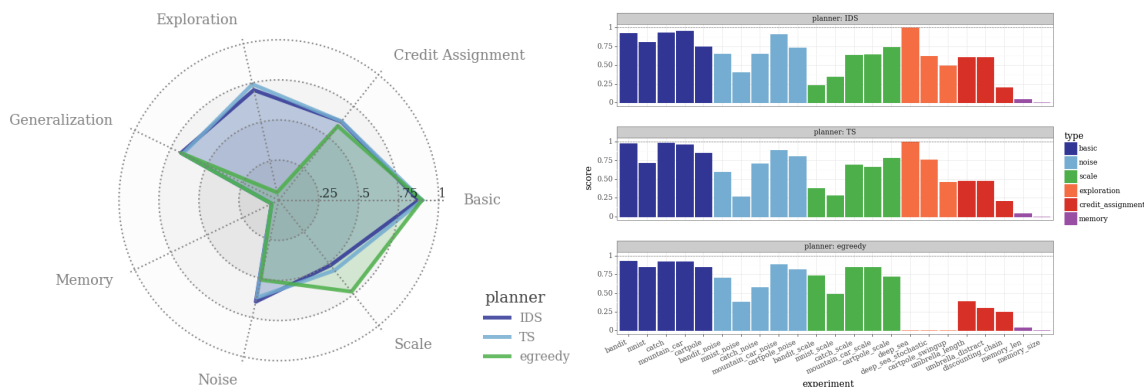 Exploration
Credit Assignment
Generalization
.25
.5
.75
1
Basic
Memory
Scale
Noise
planner
IDS
TS
egreedy
planner: IDS
1
0.75
0.50
0.25
0
planner: TS
1
0.75
0.50
0.25
0
planner: egreedy
1
0.75
0.50
0.25
0
score
bandit
mnist
catch
mountain_car
cartpole
bandit_noise
mnist_noise
catch_noise
mountain_car_noise
cartpole_noise
bandit_scale
mnist_scale
catch_scale
mountain_car_scale
cartpole_scale
deep_sea
deep_sea_stochastic
cartpole_swingup
umbrella_length
umbrella_distract
discounting_chain
memory_len
memory_size
experiment
type
basic
noise
scale
exploration
credit_assignment
memory